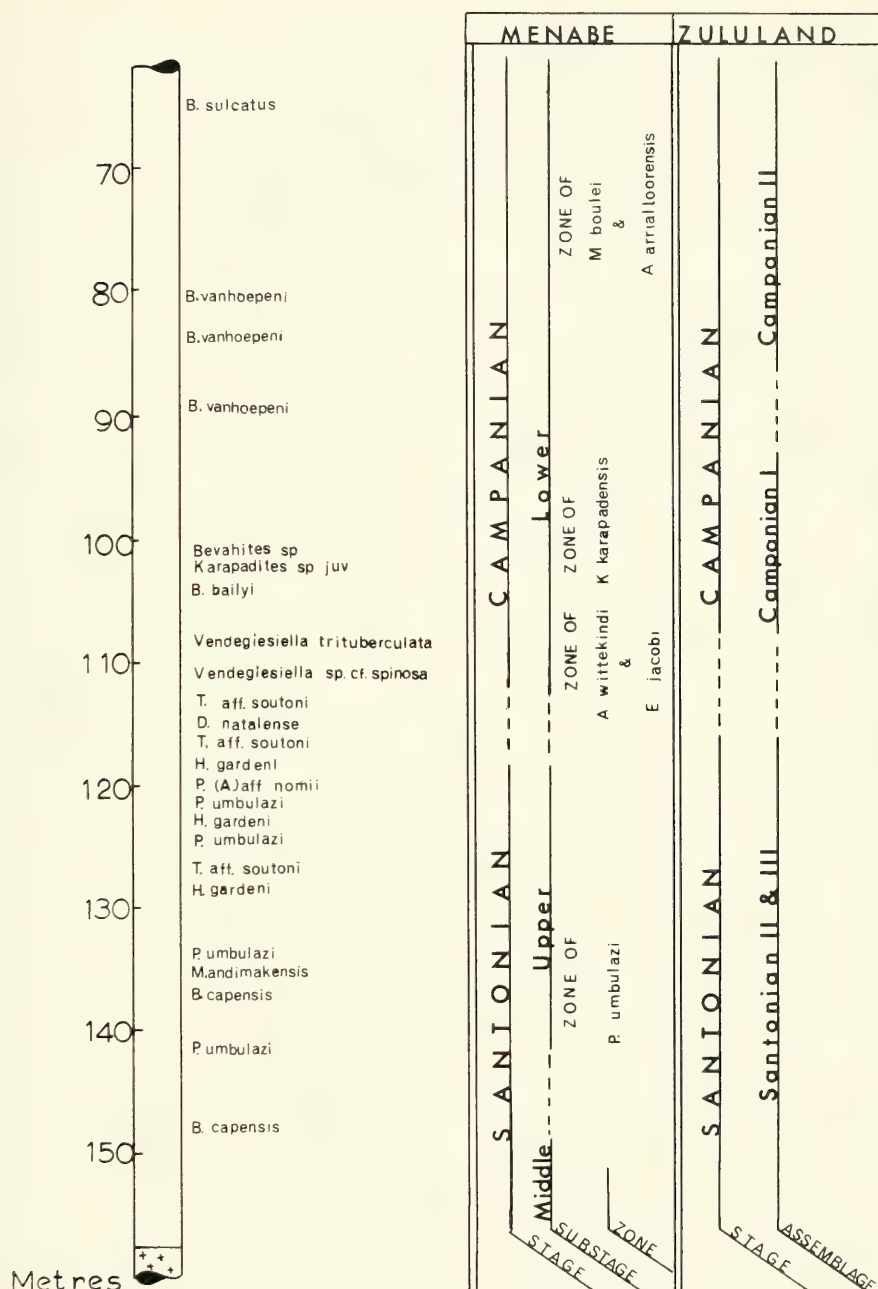 MENABE
ZULULAND
B. sulcatus
70
80
B. vanhoepeni
B. vanhoepeni
90
B. vanhoepeni
100
Bevahites sp
Karapadites sp juv
B. bailyi
Vendegiesiella trituberculata
110
Vendegiesiella sp. cf. spinosa
T. aff. soutoni
D. natalense
T. aff. soutoni
H. gardeni
120
P. (A.) aff nomii
P. umbulazi
H. gardeni
P. umbulazi
T. aff. soutoni
H. gardeni
130
P. umbulazi
M. andimakensis
B. capensis
140
P. umbulazi
B. capensis
150
Metres
CAMPANIAN
SANTONIAN
STAGE
Lower
Upper
Middle
SUBSTAGE
ZONE OF
M boulei
&
A arrialloorensis
ZONE OF
K karapadensis
ZONE OF
A wittekindi
&
E jacobi
ZONE OF
P. umbulazi
ZONE
CAMPANIAN
SANTONIAN
STAGE
Campanian II
Campanian I
Santonian II & III
ASSEMBLAGE